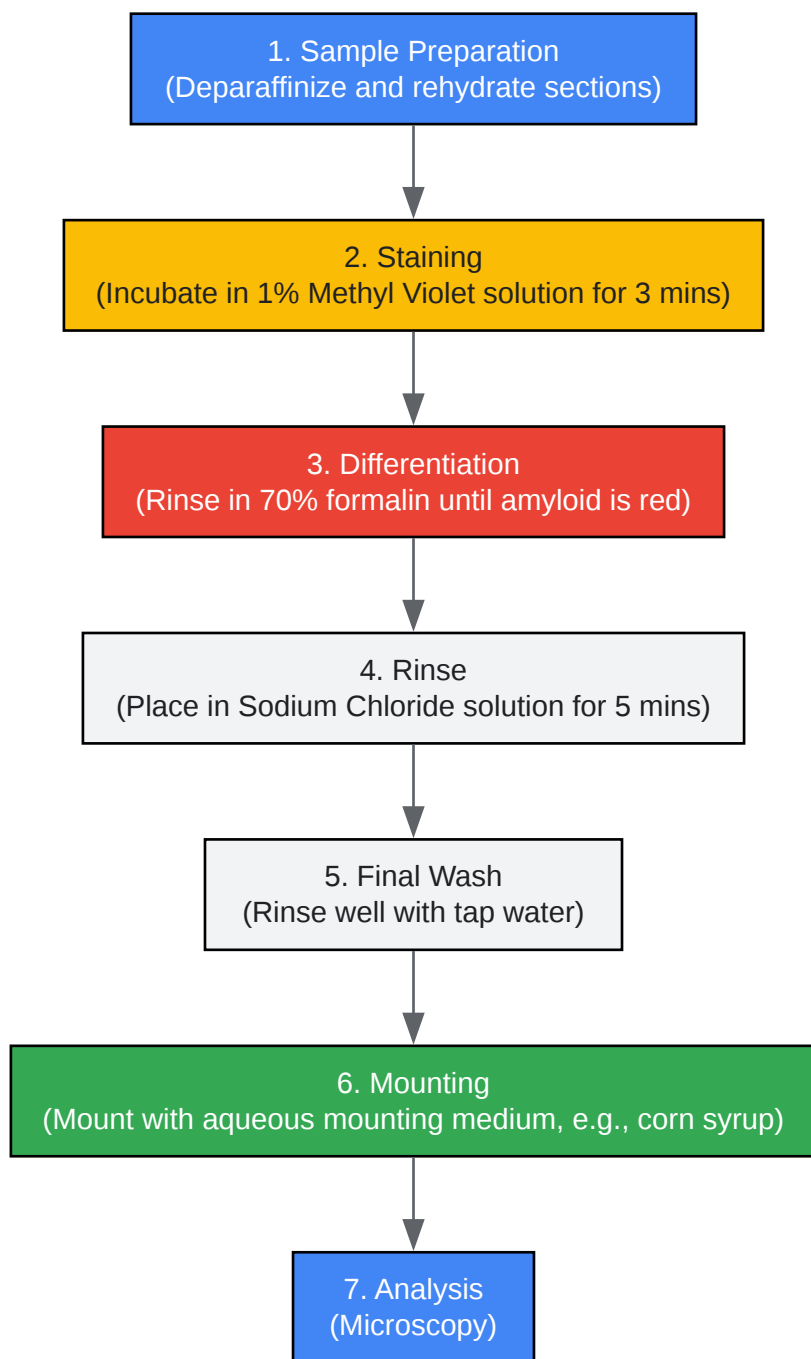 1. Sample Preparation
(Deparaffinize and rehydrate sections)
2. Staining
(Incubate in 1% Methyl Violet solution for 3 mins)
3. Differentiation
(Rinse in 70% formalin until amyloid is red)
4. Rinse
(Place in Sodium Chloride solution for 5 mins)
5. Final Wash
(Rinse well with tap water)
6. Mounting
(Mount with aqueous mounting medium, e.g., corn syrup)
7. Analysis
(Microscopy)